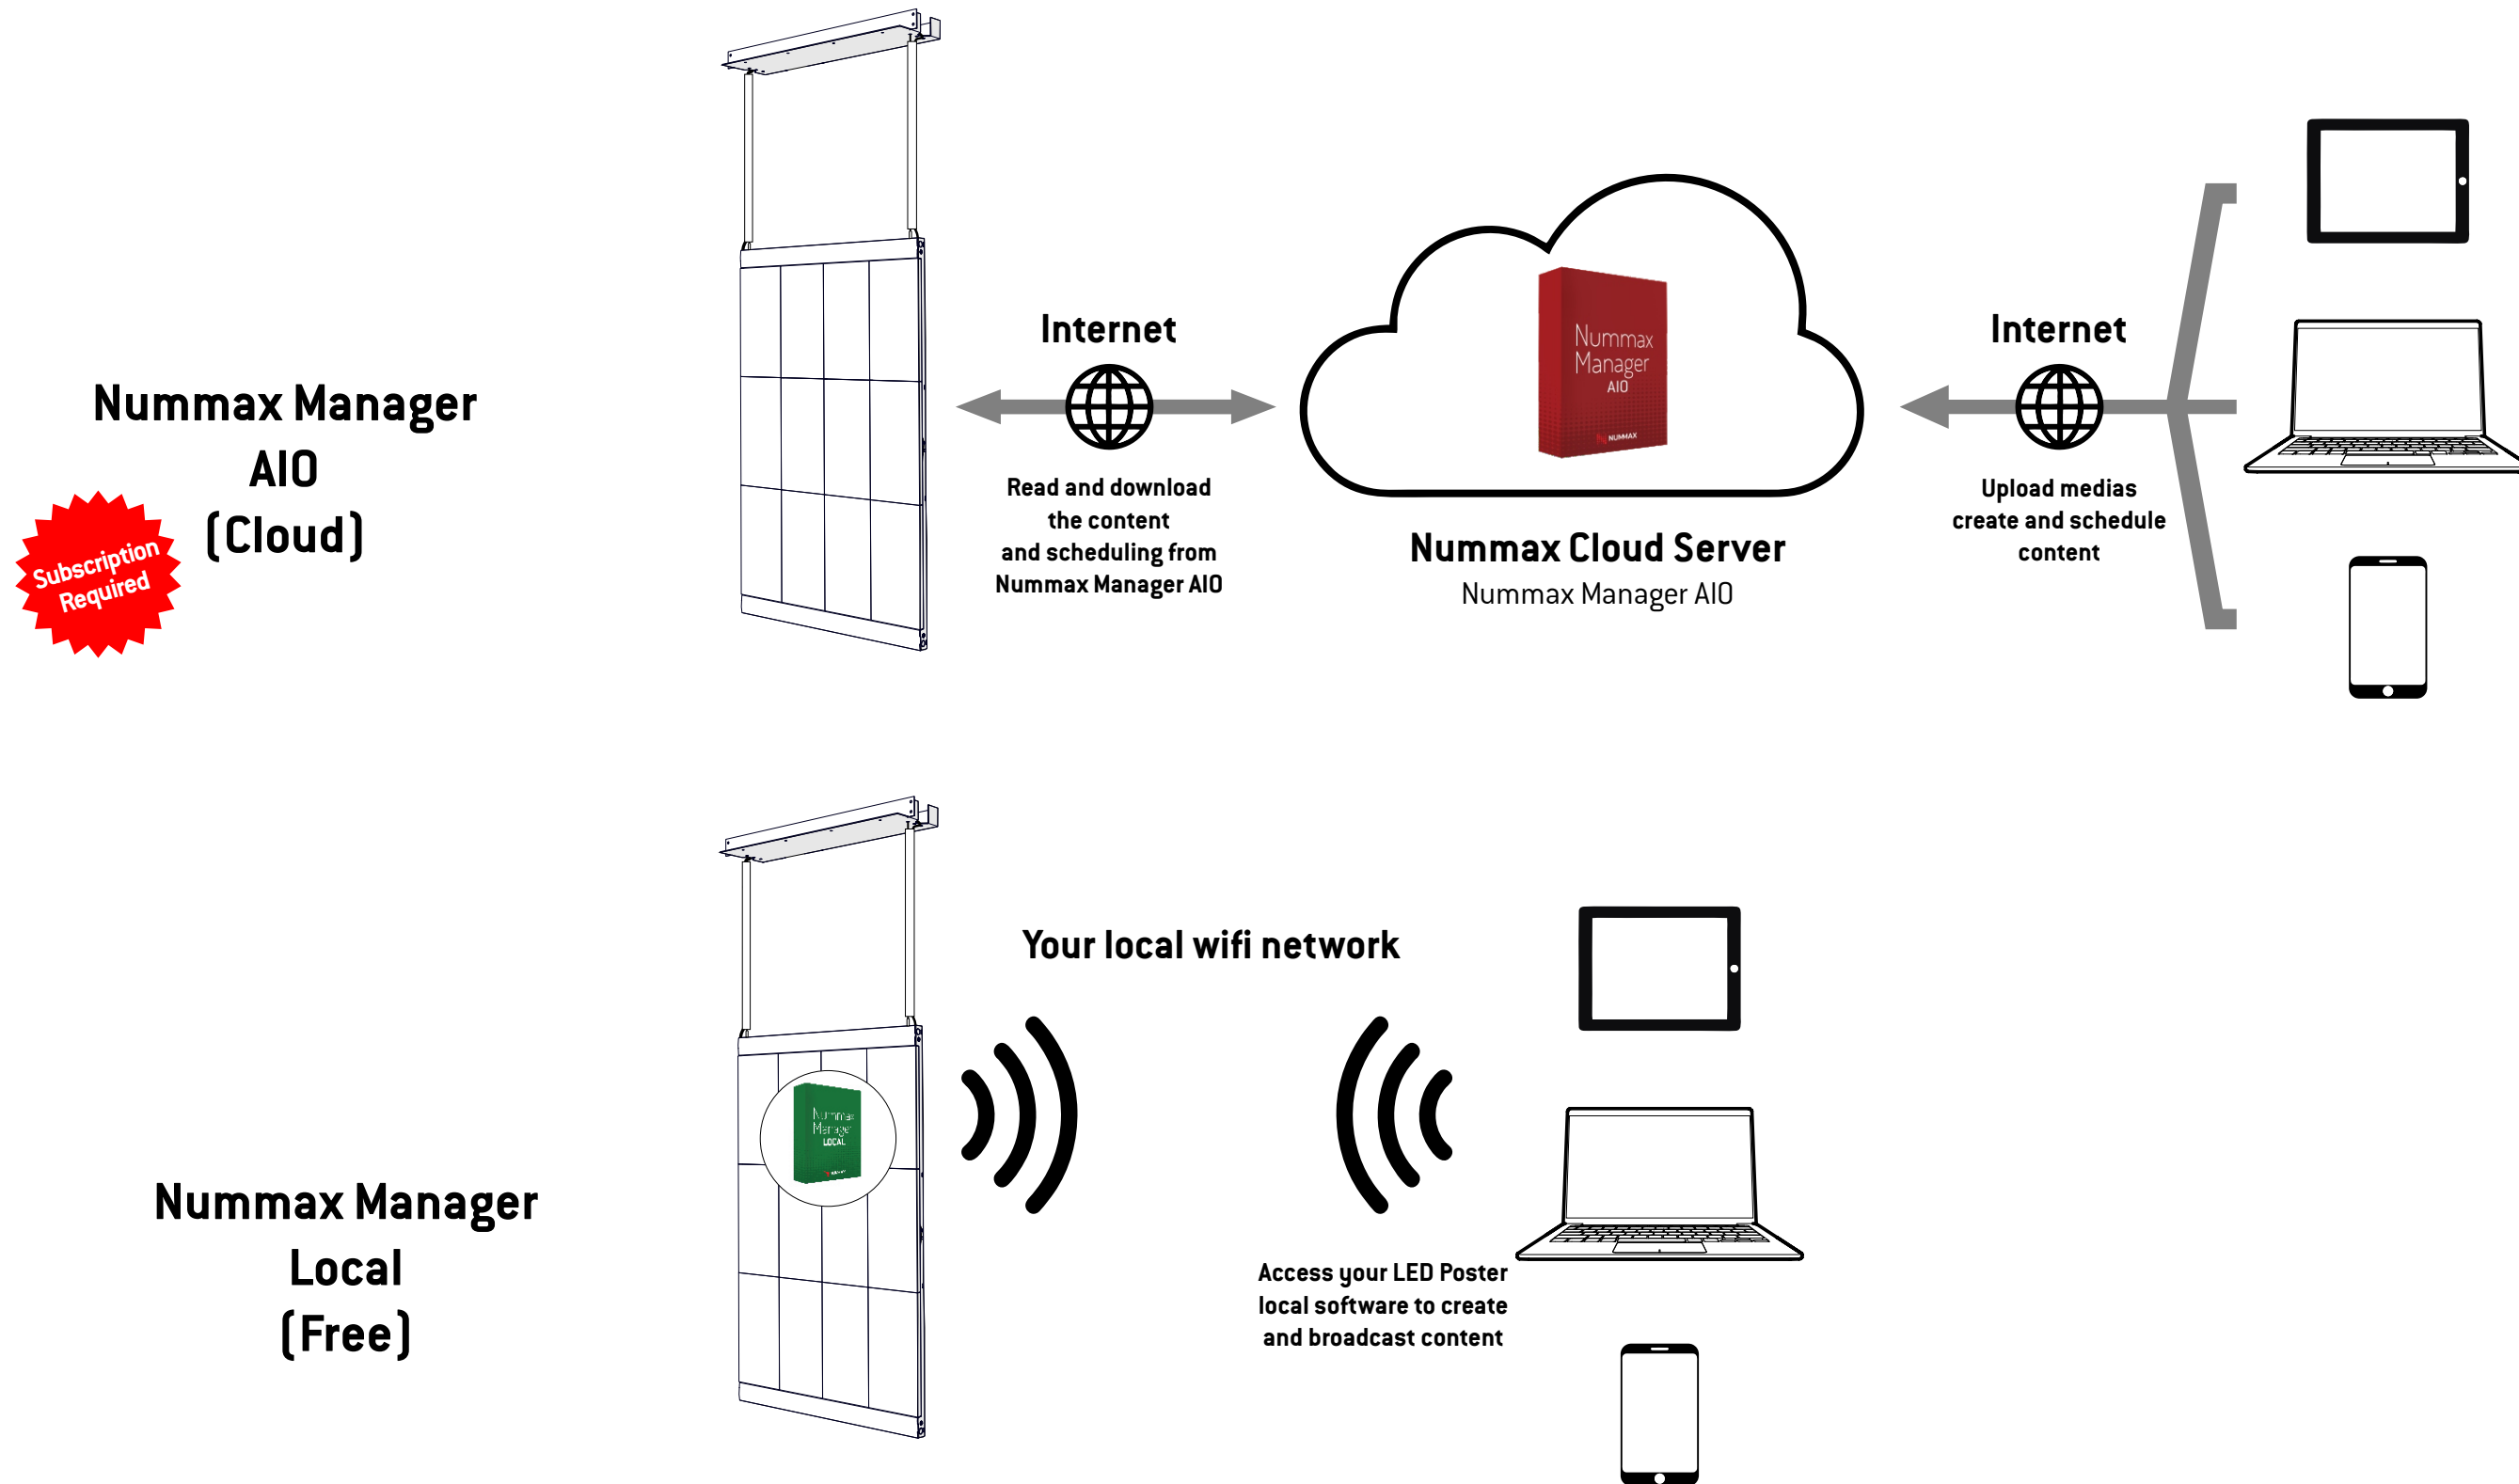 Nummax Manager
AIO
(Cloud)
Subscription
Required
Internet
Read and download
the content
and scheduling from
Nummax Manager AIO
Nummax
Manager
AIO
NUMMAX
Nummax Cloud Server
Nummax Manager AIO
Internet
Upload medias
create and schedule
content
Nummax Manager
Local
(Free)
Nummax
Manager
LOCAL
Your local wifi network
Access your LED Poster
local software to create
and broadcast content